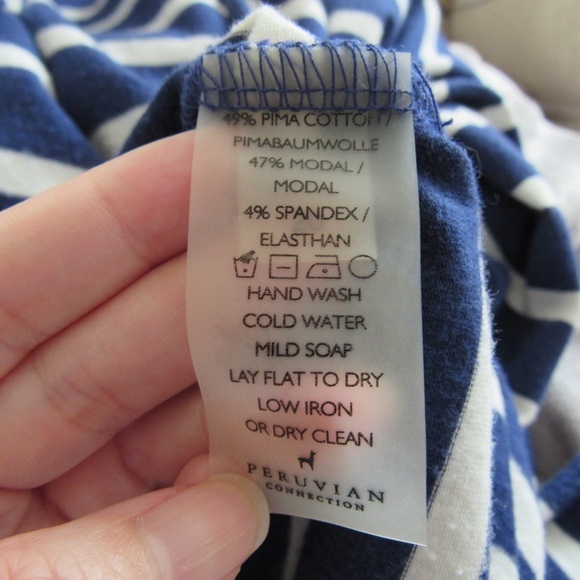 49% PIMA COTTON /
PIMABAUMWOLLE
47% MODAL /
MODAL
4% SPANDEX /
ELASTHAN
HAND WASH
COLD WATER
MILD SOAP
LAY FLAT TO DRY
LOW IRON
OR DRY CLEAN
PERUVIAN
CONNECTION